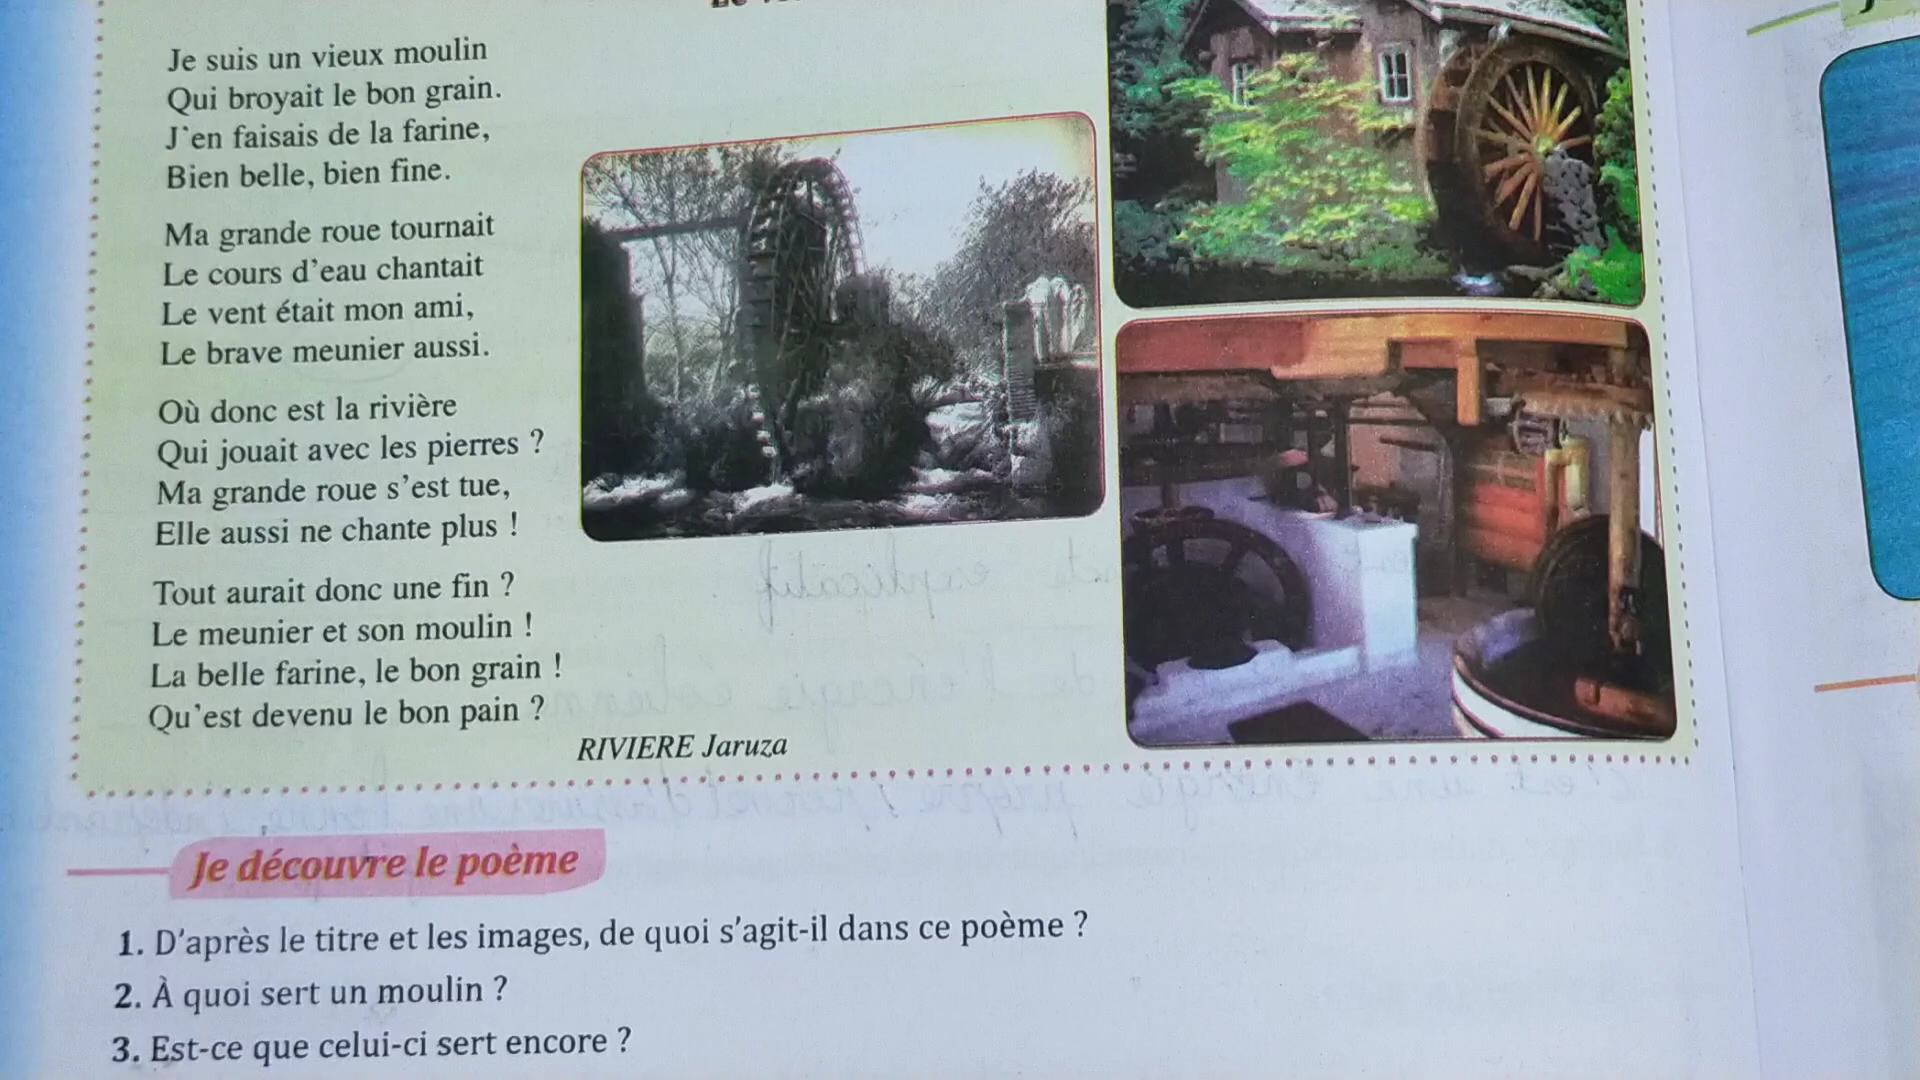 Je suis un vieux moulin
Qui broyait le bon grain.
J'en faisais de la farine,
Bien belle, bien fine.
Ma grande roue tournait
Le cours d'eau chantait
Le vent était mon ami,
Le brave meunier aussi.
Où donc est la rivière
Qui jouait avec les pierres ?
Ma grande roue s'est tue,
Elle aussi ne chante plus !
Tout aurait donc une fin ?
Le meunier et son moulin !
La belle farine, le bon grain !
Qu'est devenu le bon pain ?
RIVIERE Jaruza
Je découvre le poème
1. D'après le titre et les images, de quoi s'agit-il dans ce poème ?
2. À quoi sert un moulin ?
3. Est-ce que celui-ci sert encore ?